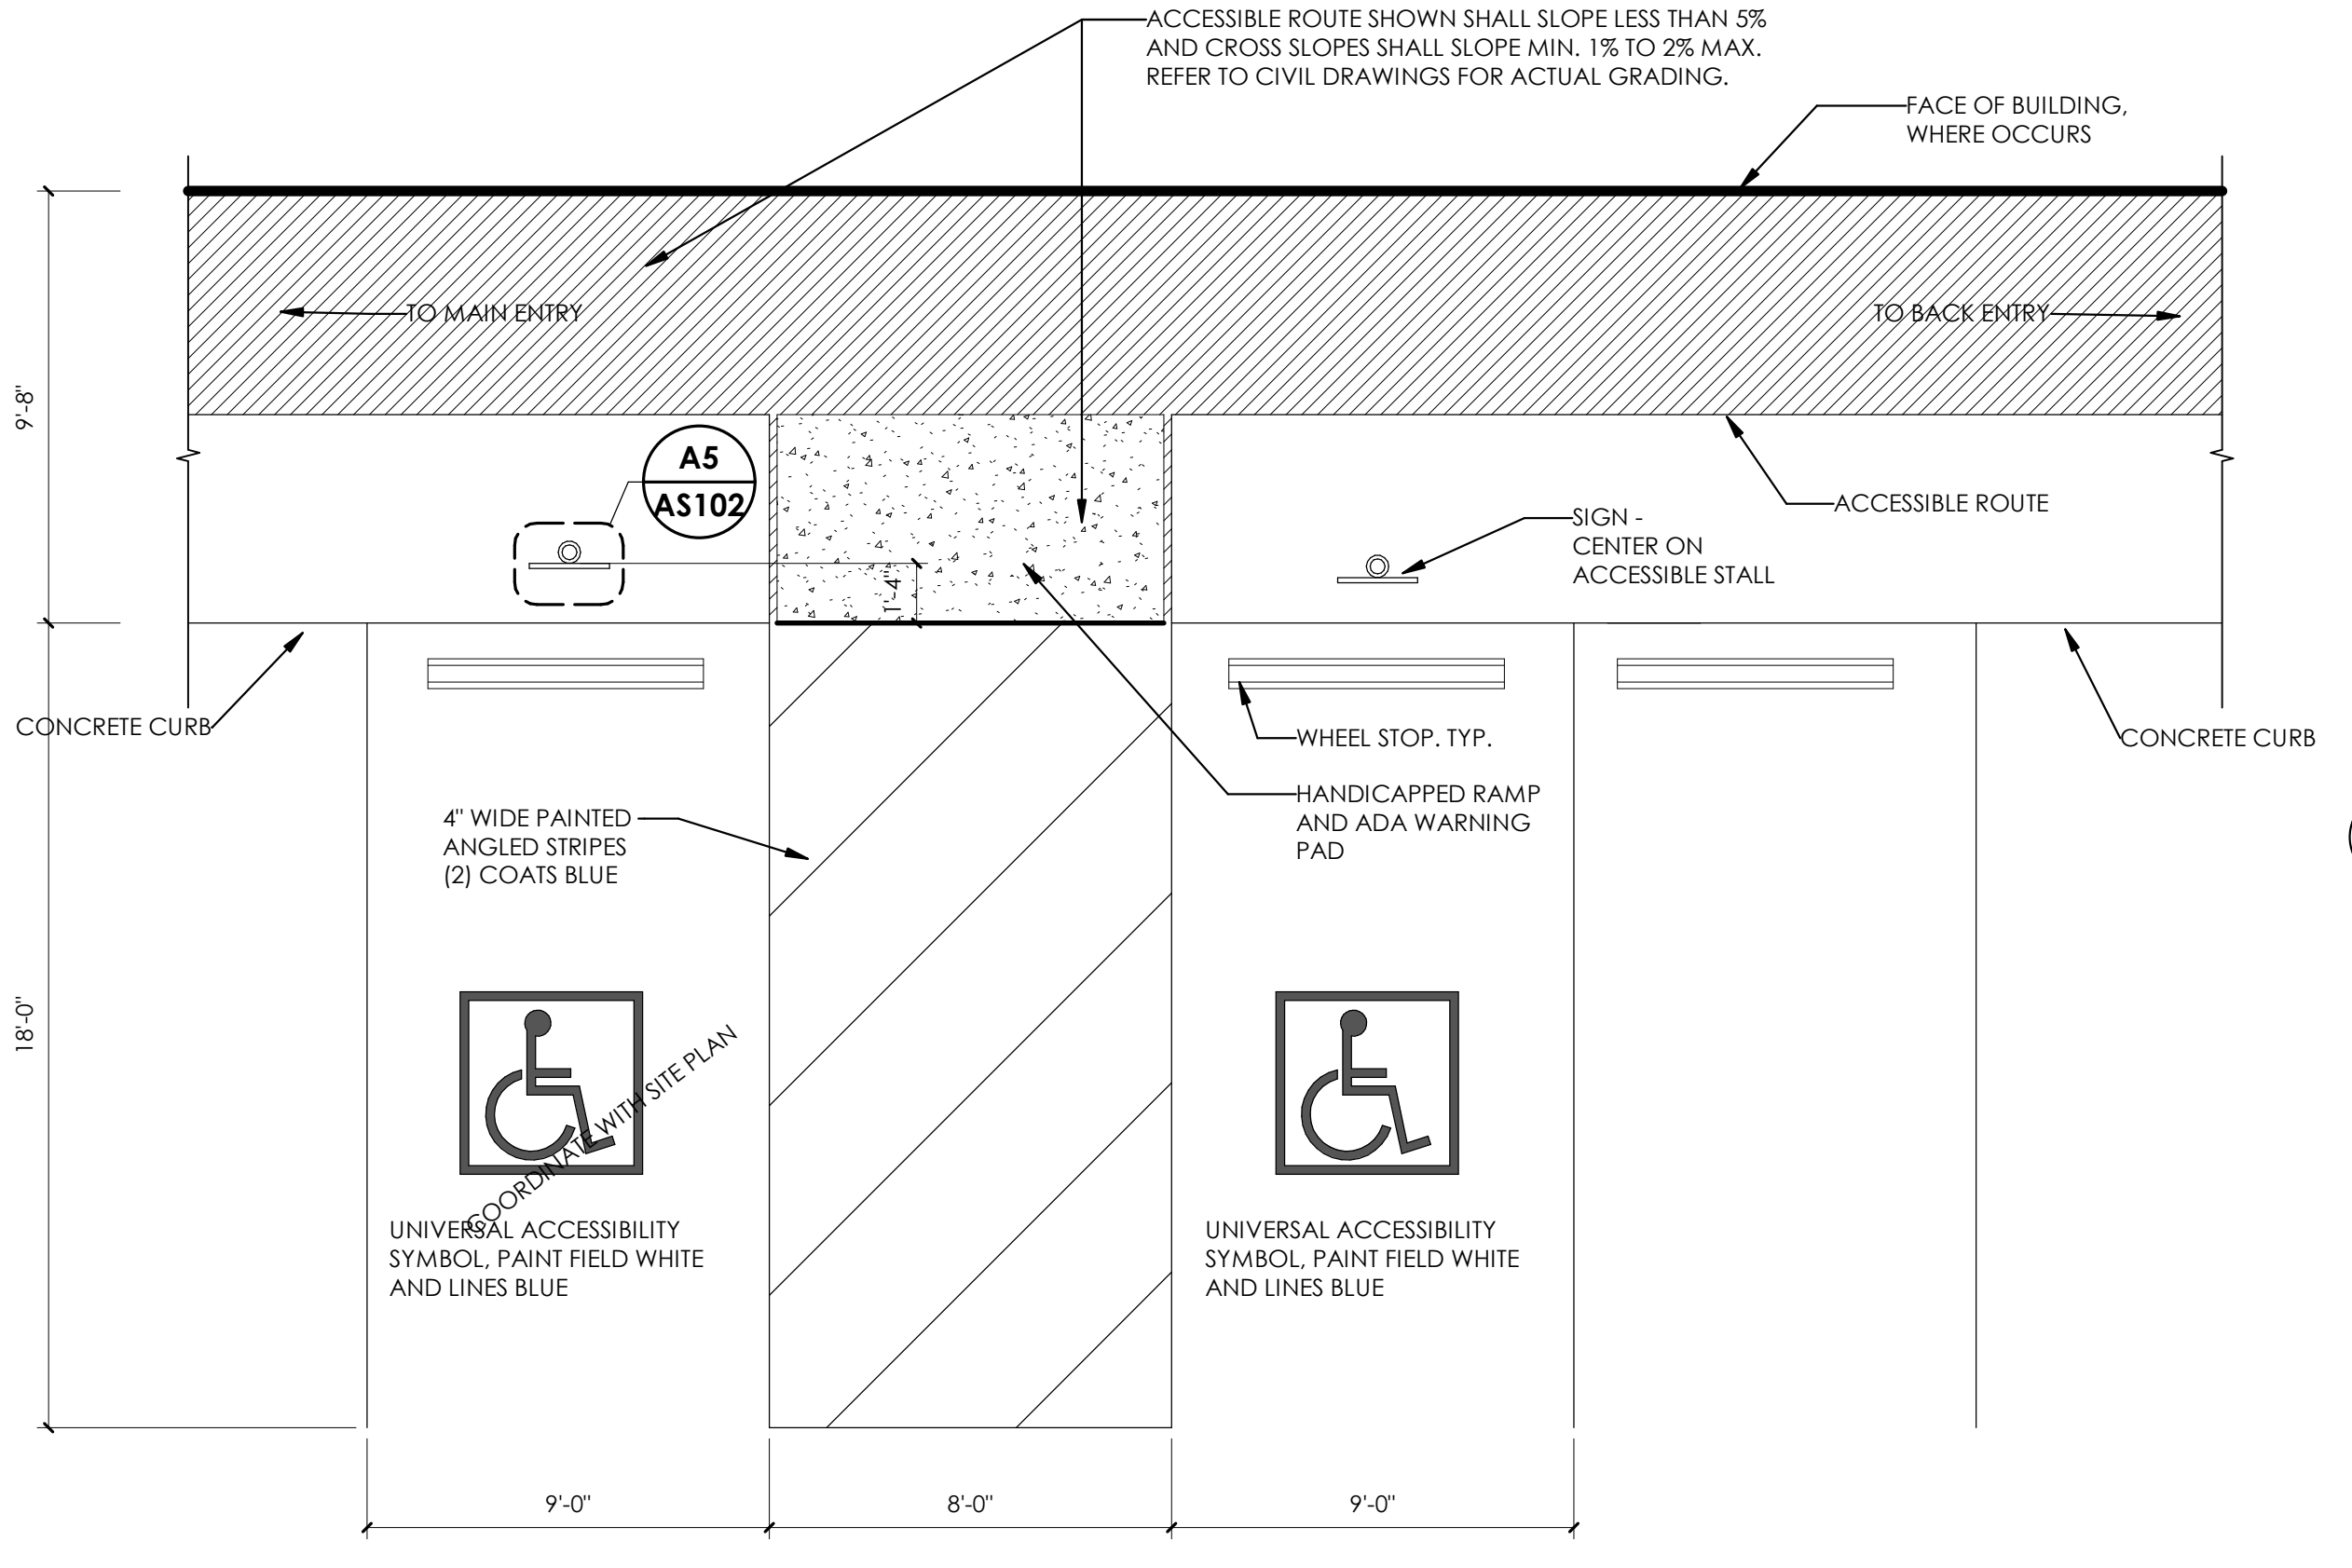 ACCESSIBLE ROUTE SHOWN SHALL SLOPE LESS THAN 5%
AND CROSS SLOPES SHALL SLOPE MIN. 1% TO 2% MAX.
REFER TO CIVIL DRAWINGS FOR ACTUAL GRADING.
FACE OF BUILDING,
WHERE OCCURS
TO MAIN ENTRY
TO BACK ENTRY
9'-8"
A5
AS102
ACCESSIBLE ROUTE
SIGN -
CENTER ON
ACCESSIBLE STALL
1'-4"
CONCRETE CURB
WHEEL STOP. TYP.
CONCRETE CURB
HANDICAPPED RAMP
AND ADA WARNING
PAD
4" WIDE PAINTED
ANGLED STRIPES
(2) COATS BLUE
18'-0"
COORDINATE WITH SITE PLAN
UNIVERSAL ACCESSIBILITY
SYMBOL, PAINT FIELD WHITE
AND LINES BLUE
UNIVERSAL ACCESSIBILITY
SYMBOL, PAINT FIELD WHITE
AND LINES BLUE
9'-0"
8'-0"
9'-0"